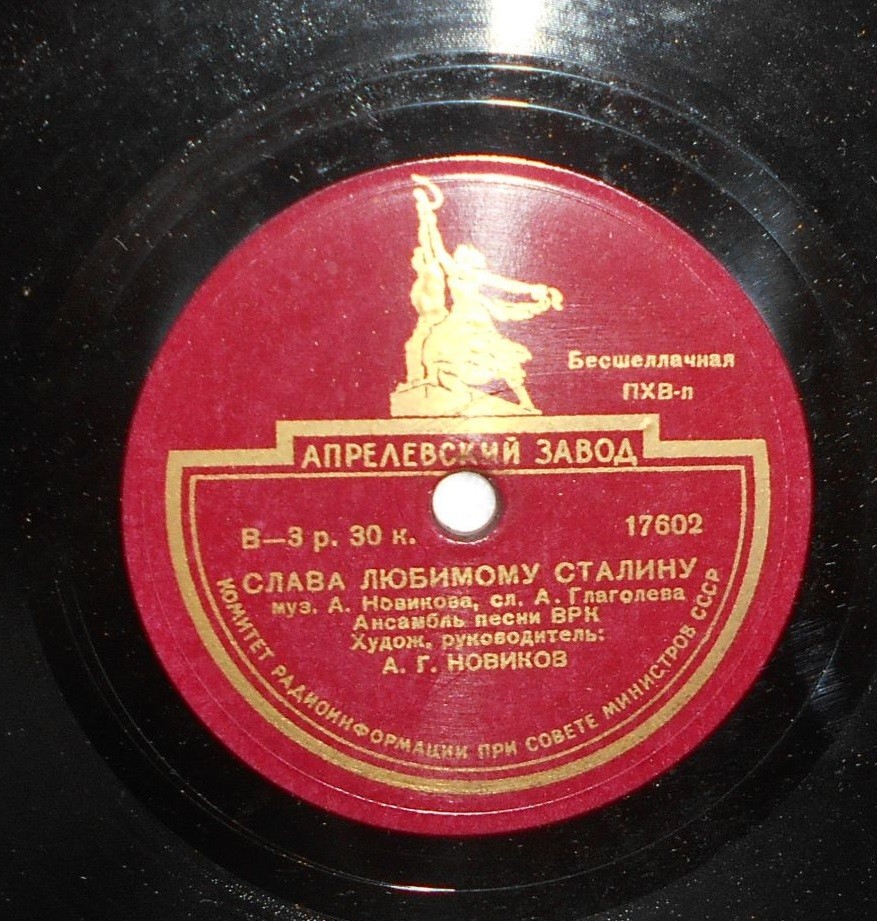 Бесшеллачная
ПХВ-п
АПРЕЛЕВСКИЙ ЗАВОД
В—3 р. 30 к.
17602
СЛАВА ЛЮБИМОМУ СТАЛИНУ
муз. А. Новикова, сл. А. Глаголева
Ансамбль песни ВРК
Худож. руководитель:
А. Г. НОВИКОВ
КОМИТЕТ РАДИОИНФОРМАЦИИ ПРИ СОВЕТЕ МИНИСТРОВ СССР